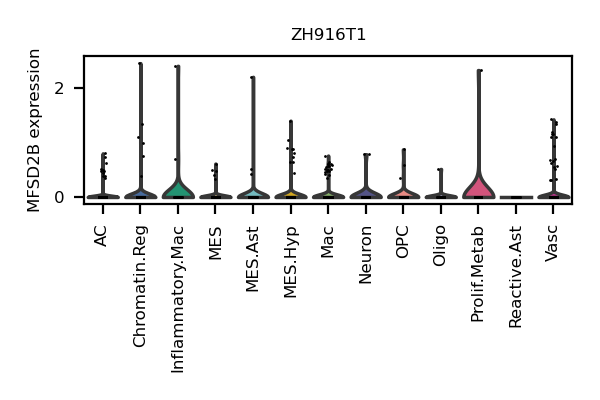 ZH916T1
MFSD2B expression
2
0
AC
Chromatin.Reg
Inflammatory.Mac
MES
MES.Ast
MES.Hyp
Mac
Neuron
OPC
Oligo
Prolif.Metab
Reactive.Ast
Vasc